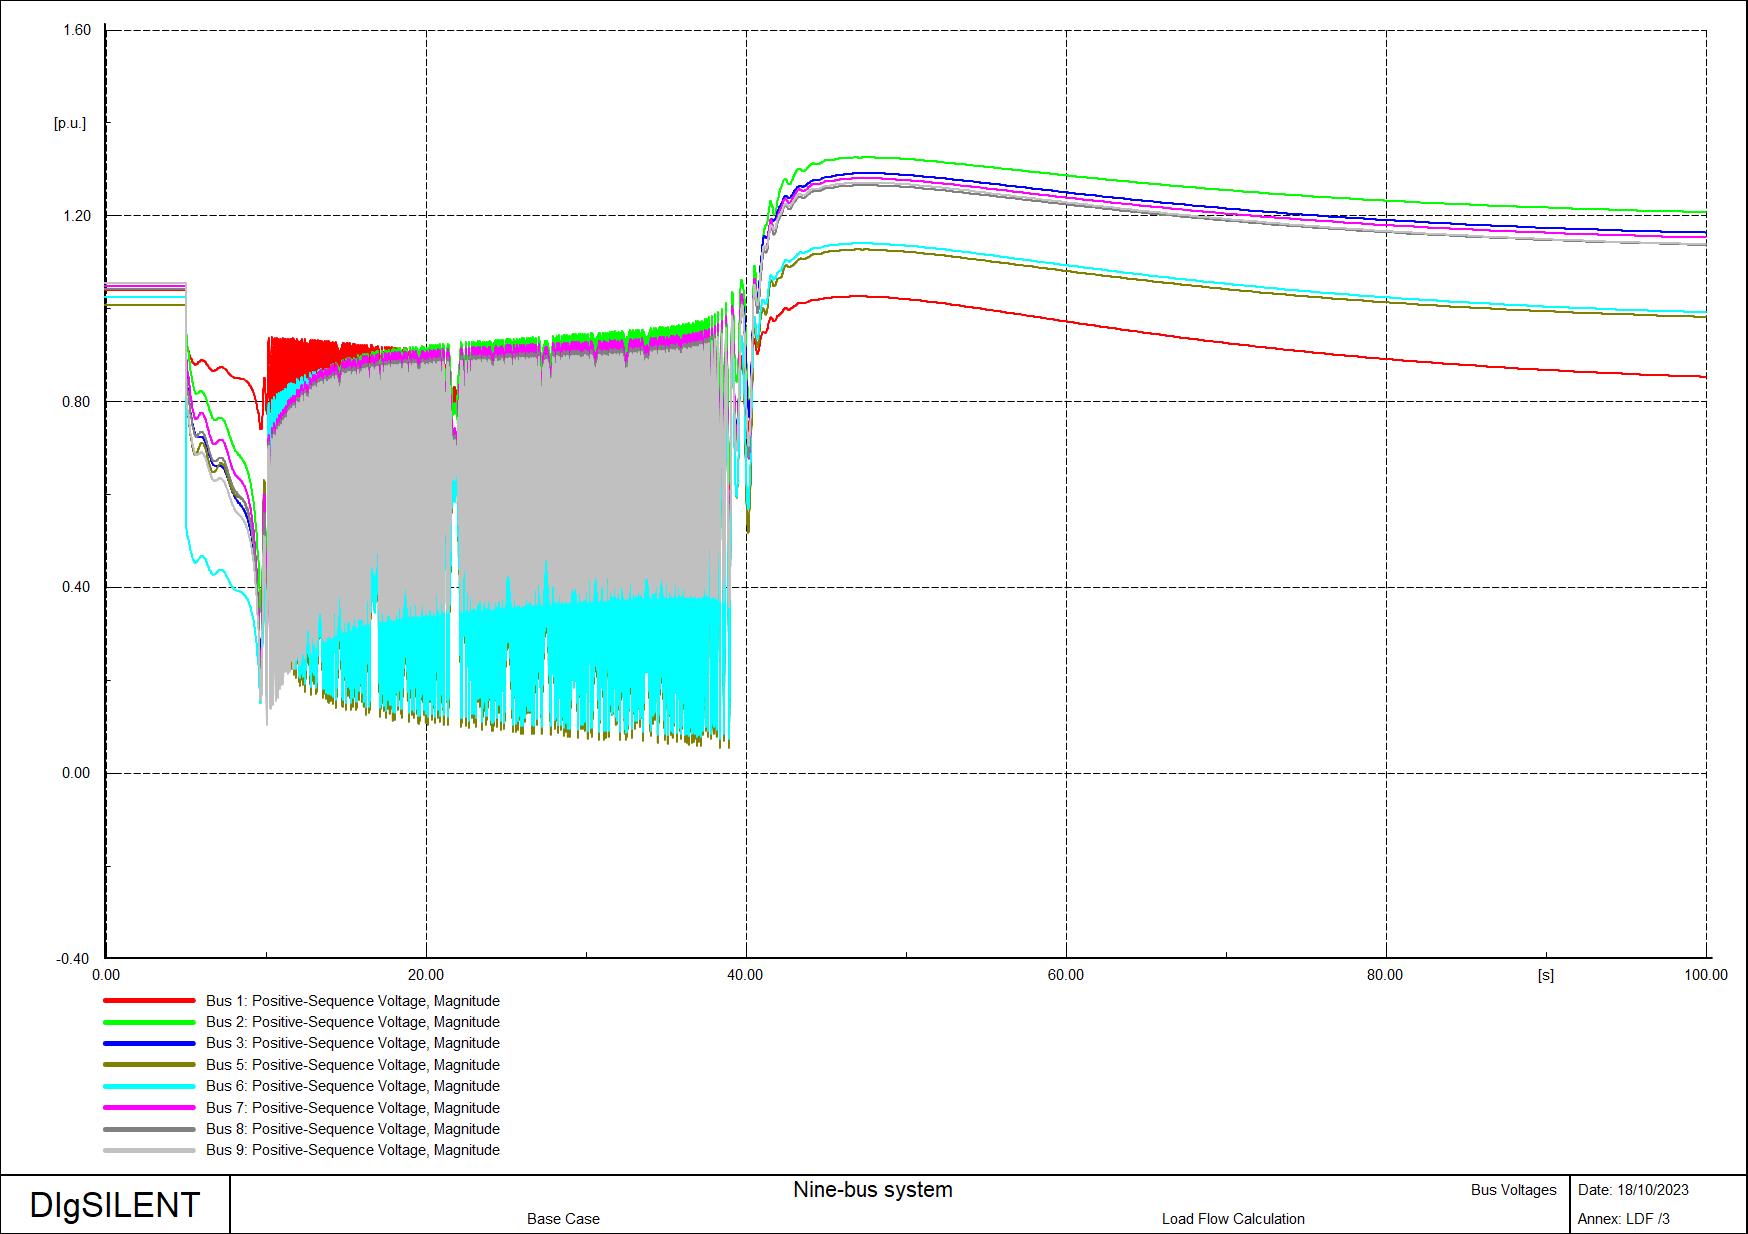 1.60
[p.u.]
1.20
0.80
0.40
0.00
-0.40
0.00 20.00 40.00 60.00 80.00 [s] 100.00
Bus 1: Positive-Sequence Voltage, Magnitude
Bus 2: Positive-Sequence Voltage, Magnitude
Bus 3: Positive-Sequence Voltage, Magnitude
Bus 5: Positive-Sequence Voltage, Magnitude
Bus 6: Positive-Sequence Voltage, Magnitude
Bus 7: Positive-Sequence Voltage, Magnitude
Bus 8: Positive-Sequence Voltage, Magnitude
Bus 9: Positive-Sequence Voltage, Magnitude
DIgSILENT
Nine-bus system
Base Case
Load Flow Calculation
Bus Voltages
Date: 18/10/2023
Annex: LDF /3